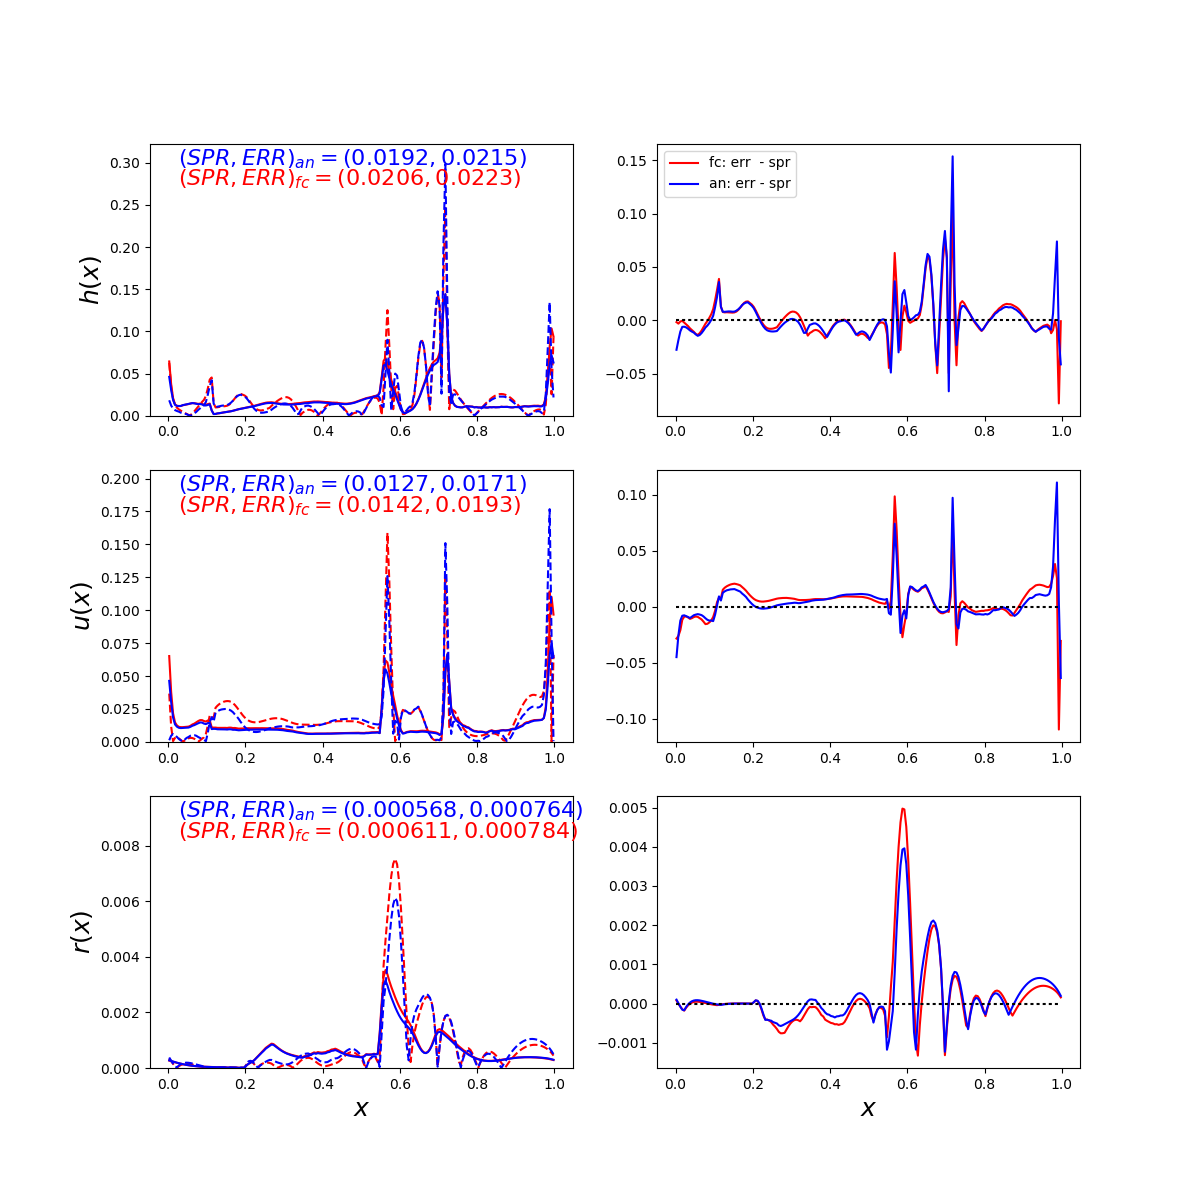 (SPR, ERR)an = (0.0192, 0.0215)
(SPR, ERR)fc = (0.0206, 0.0223)
h(x)
0.30
0.25
0.20
0.15
0.10
0.05
0.00
0.0 0.2 0.4 0.6 0.8 1.0
fc: err - spr
an: err - spr
0.15
0.10
0.05
0.00
−0.05
0.0 0.2 0.4 0.6 0.8 1.0
(SPR, ERR)an = (0.0127, 0.0171)
(SPR, ERR)fc = (0.0142, 0.0193)
u(x)
0.200
0.175
0.150
0.125
0.100
0.075
0.050
0.025
0.000
0.0 0.2 0.4 0.6 0.8 1.0
0.10
0.05
0.00
−0.05
−0.10
0.0 0.2 0.4 0.6 0.8 1.0
(SPR, ERR)an = (0.000568, 0.000764)
(SPR, ERR)fc = (0.000611, 0.000784)
r(x)
0.008
0.006
0.004
0.002
0.000
0.0 0.2 0.4 0.6 0.8 1.0
x
0.005
0.004
0.003
0.002
0.001
0.000
−0.001
0.0 0.2 0.4 0.6 0.8 1.0
x